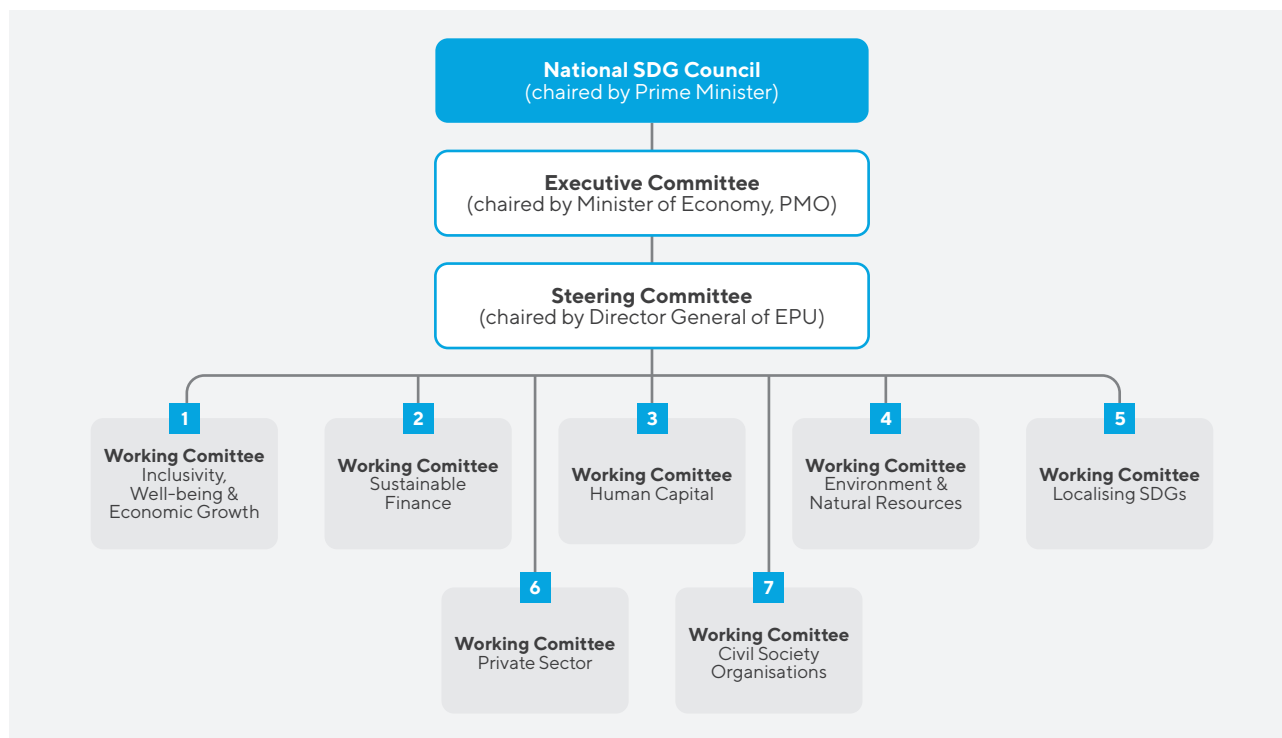 National SDG Council
(chaired by Prime Minister)
Executive Committee
(chaired by Minister of Economy, PMO)
Steering Committee
(chaired by Director General of EPU)
1
Working Comittee
Inclusivity,
Well-being &
Economic Growth
2
Working Comittee
Sustainable
Finance
3
Working Comittee
Human Capital
4
Working Comittee
Environment &
Natural Resources
5
Working Comittee
Localising SDGs
6
Working Comittee
Private Sector
7
Working Comittee
Civil Society
Organisations